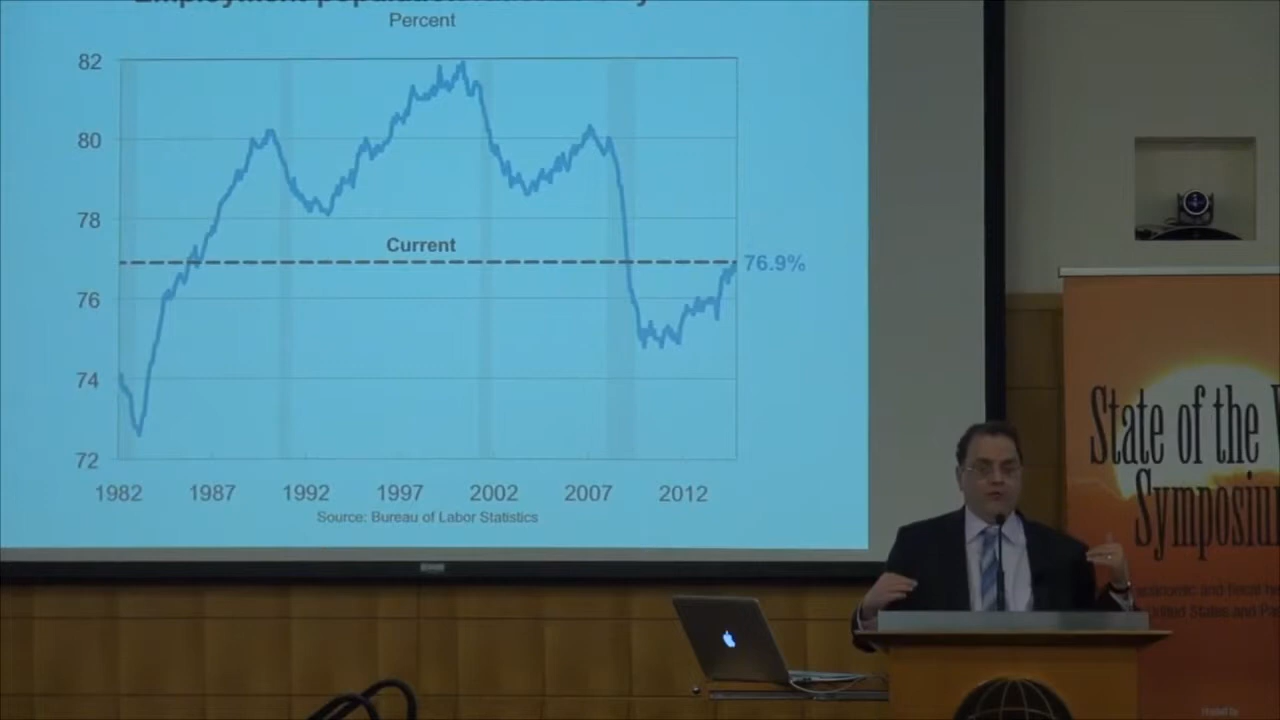 Percent
82
80
78
Current
76.9%
76
74
72
1982 1987 1992 1997 2002 2007 2012
Source: Bureau of Labor Statistics
State of the
Symposium